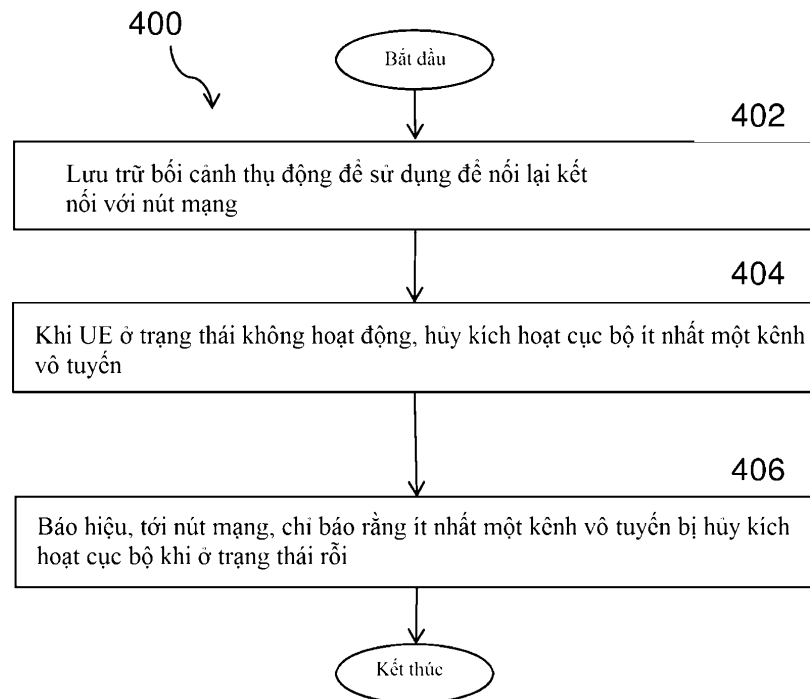 400
Bắt đầu
402
Lưu trữ bối cảnh thụ động để sử dụng để nối lại kết
nối với nút mạng
404
Khi UE ở trạng thái không hoạt động, hủy kích hoạt cục bộ ít nhất một kênh
vô tuyến
406
Báo hiệu, tới nút mạng, chỉ báo rằng ít nhất một kênh vô tuyến bị hủy kích
hoạt cục bộ khi ở trạng thái rỗi
Kết thúc